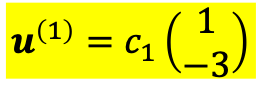 u⁽¹⁾ = c₁ (1
−3)